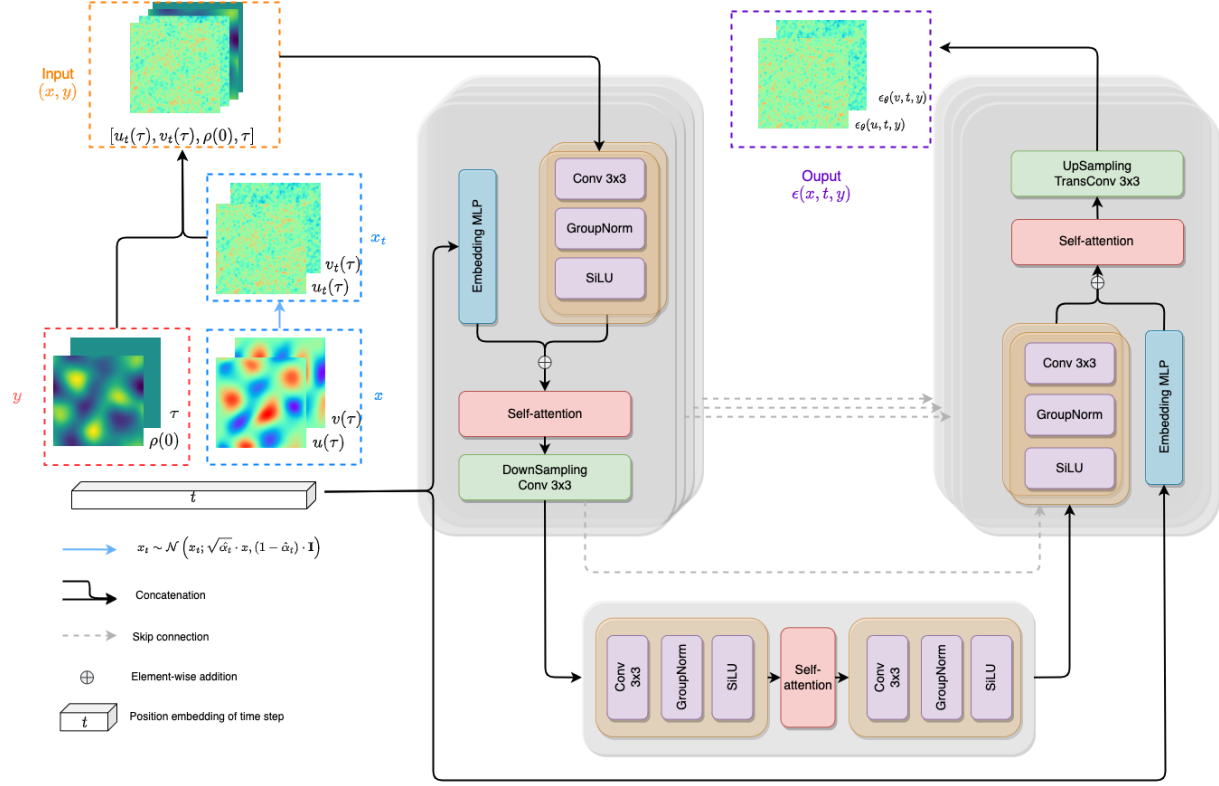 Input
(x, y)
[u_t(τ), v_t(τ), ρ(0), τ]
x_t
v_t(τ)
u_t(τ)
y
τ
ρ(0)
x
v(τ)
u(τ)
t
x_t ∼ 𝒩 (x_t; √α̂_t · x, (1 − α̂_t) · I)
Concatenation
Skip connection
⊕ Element-wise addition
t Position embedding of time step
Embedding MLP
Conv 3x3
GroupNorm
SiLU
Self-attention
DownSampling
Conv 3x3
Conv
3x3
GroupNorm
SiLU
Self-
attention
Conv
3x3
GroupNorm
SiLU
ϵ_θ(v, t, y)
ϵ_θ(u, t, y)
Ouput
ϵ(x, t, y)
UpSampling
TransConv 3x3
Self-attention
Conv 3x3
GroupNorm
SiLU
Embedding MLP